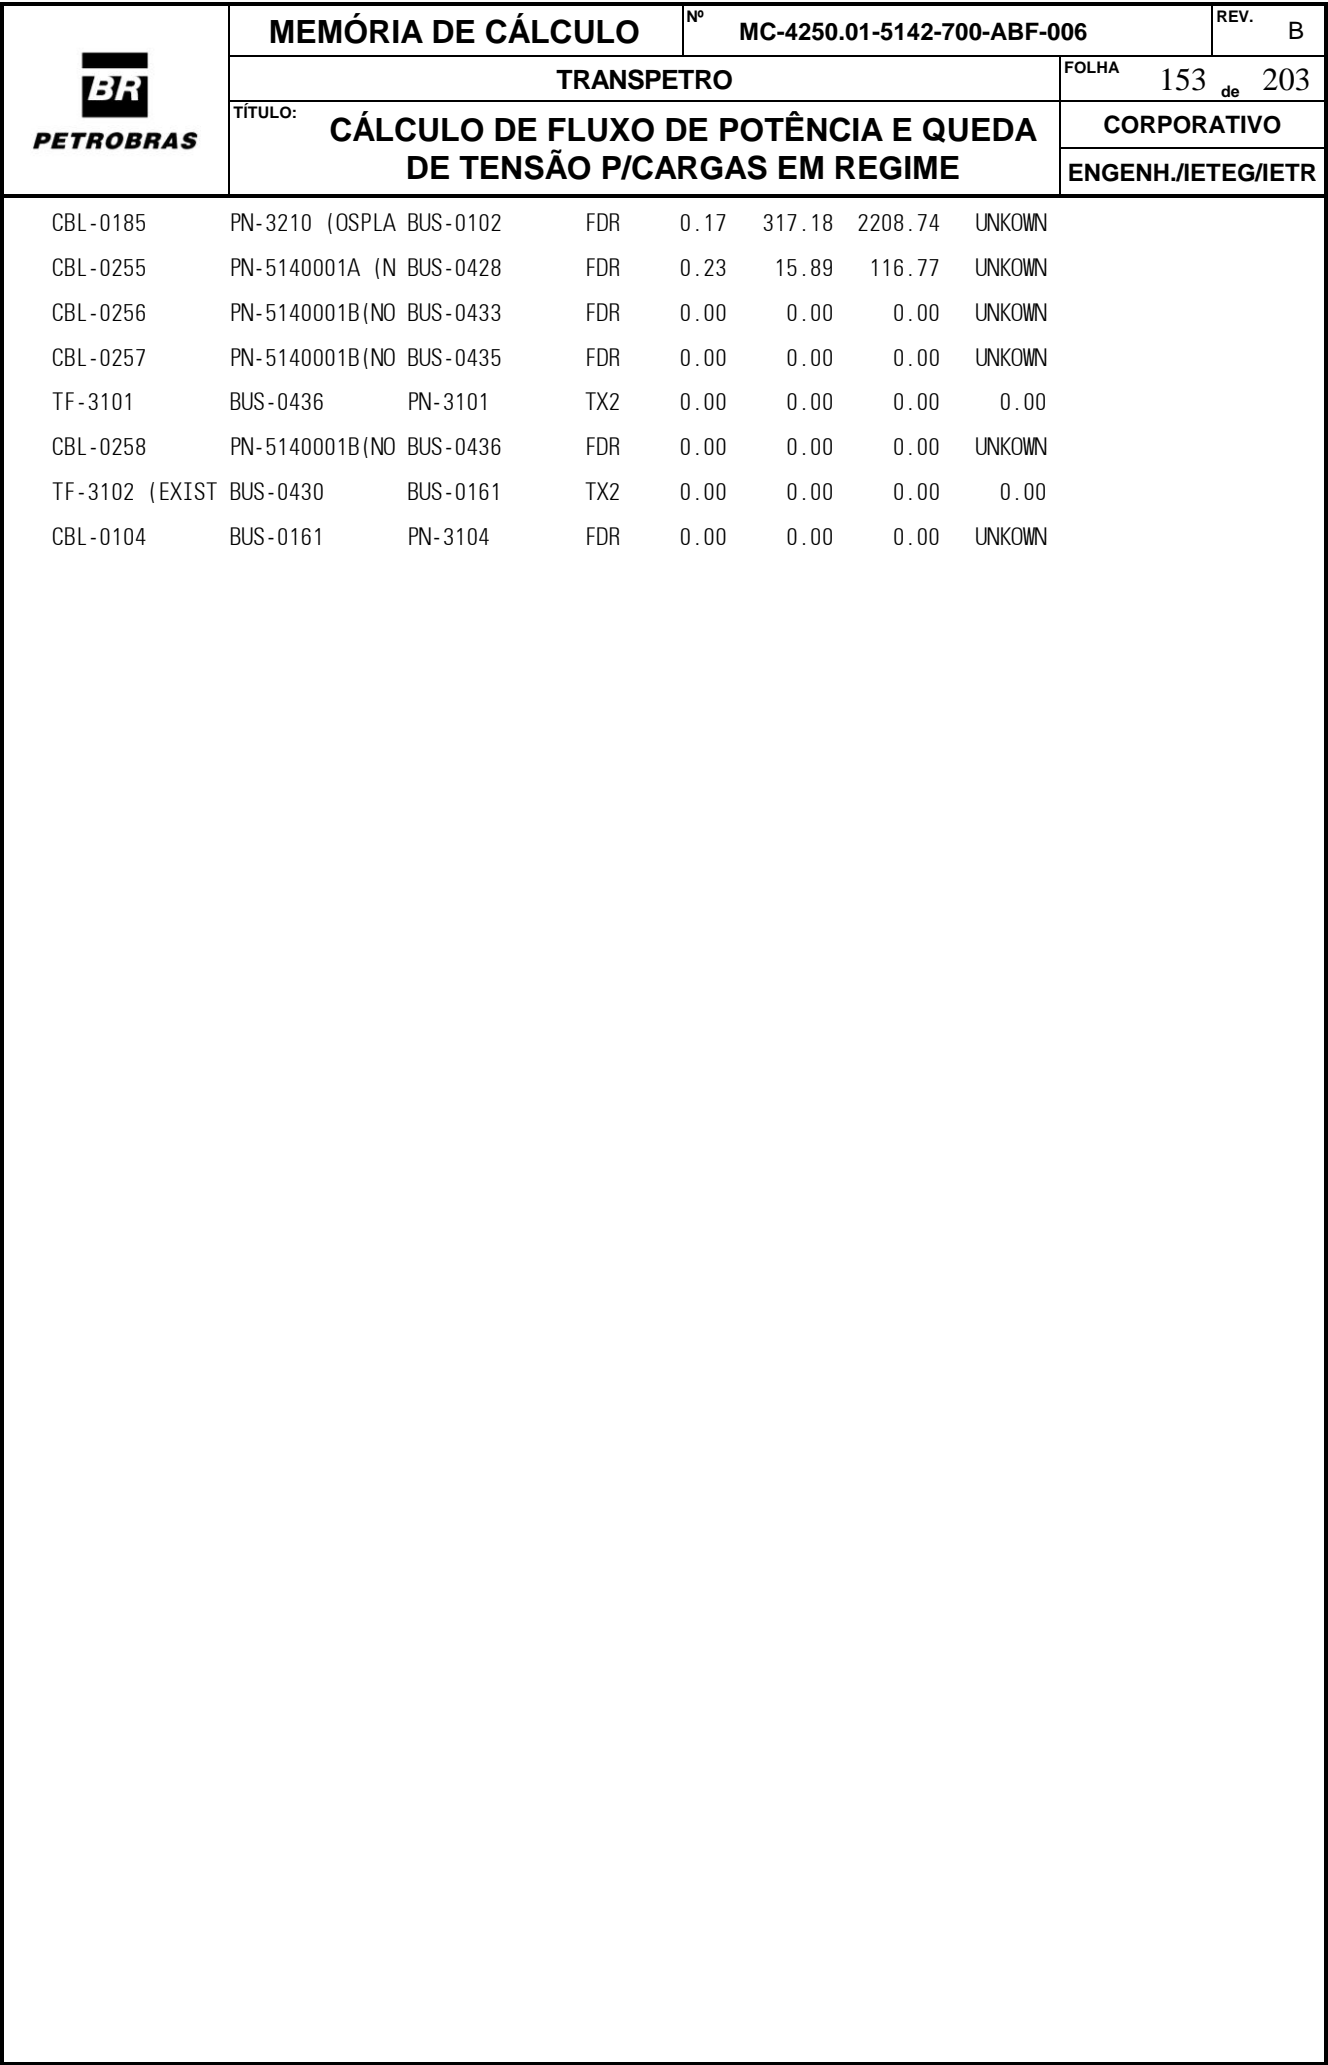 BR
PETROBRAS
MEMÓRIA DE CÁLCULO
Nº MC-4250.01-5142-700-ABF-006
REV. B
TRANSPETRO
FOLHA 153 de 203
TÍTULO: CÁLCULO DE FLUXO DE POTÊNCIA E QUEDA
DE TENSÃO P/CARGAS EM REGIME
CORPORATIVO
ENGENH./IETEG/IETR
CBL-0185 PN-3210 (OSPLA BUS-0102 FDR 0.17 317.18 2208.74 UNKOWN
CBL-0255 PN-5140001A (N BUS-0428 FDR 0.23 15.89 116.77 UNKOWN
CBL-0256 PN-5140001B(NO BUS-0433 FDR 0.00 0.00 0.00 UNKOWN
CBL-0257 PN-5140001B(NO BUS-0435 FDR 0.00 0.00 0.00 UNKOWN
TF-3101 BUS-0436 PN-3101 TX2 0.00 0.00 0.00 0.00
CBL-0258 PN-5140001B(NO BUS-0436 FDR 0.00 0.00 0.00 UNKOWN
TF-3102 (EXIST BUS-0430 BUS-0161 TX2 0.00 0.00 0.00 0.00
CBL-0104 BUS-0161 PN-3104 FDR 0.00 0.00 0.00 UNKOWN